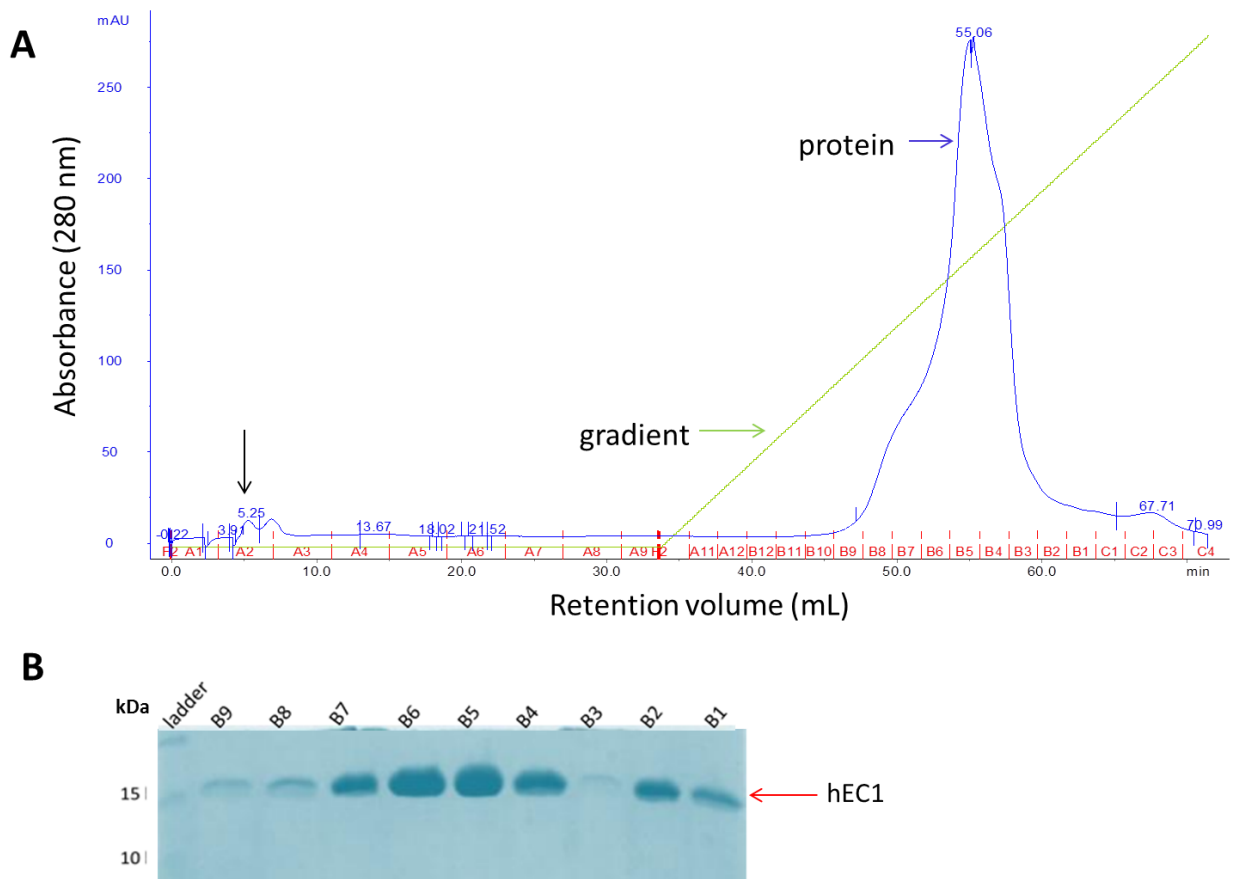 A
mAU
250
200
150
100
50
0
Absorbance (280 nm)
55.06
protein
gradient
5.25
-0.22 3.91 13.67 18.02 21.52 67.71 70.99
F2 A1 A2 A3 A4 A5 A6 A7 A8 A9 F2 A11 A12 B12 B11 B10 B9 B8 B7 B6 B5 B4 B3 B2 B1 C1 C2 C3 C4
0.0 10.0 20.0 30.0 40.0 50.0 60.0 min
Retention volume (mL)
B
kDa ladder B9 B8 B7 B6 B5 B4 B3 B2 B1
15
hEC1
10